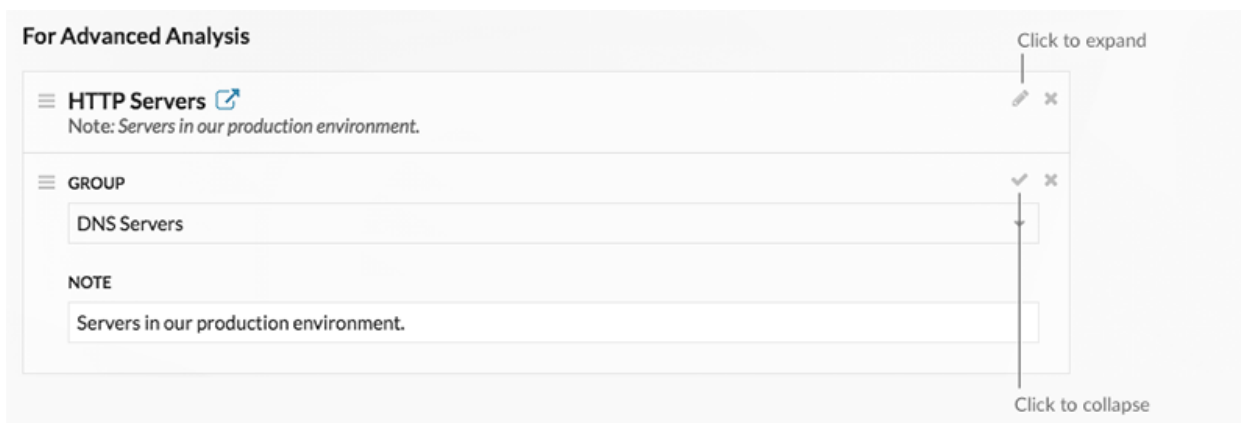 For Advanced Analysis
Click to expand
HTTP Servers
Note: Servers in our production environment.
GROUP
DNS Servers
NOTE
Servers in our production environment.
Click to collapse